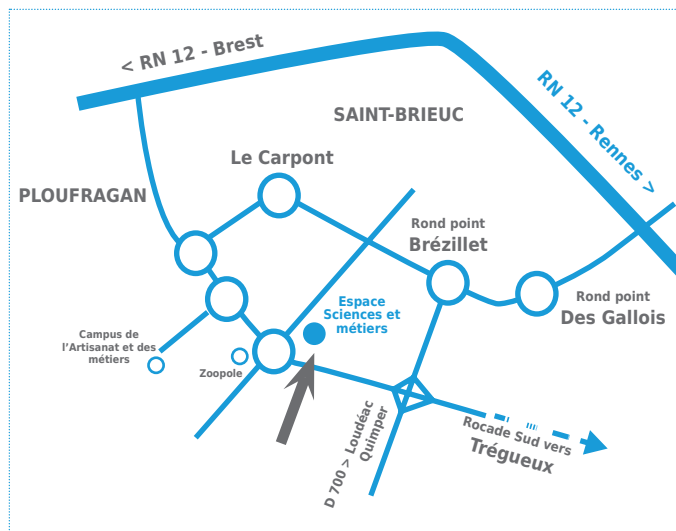 < RN 12 - Brest
RN 12 - Rennes >
SAINT-BRIEUC
Le Carpont
PLOUFRAGAN
Rond point
Brézillet
Rond point
Des Gallois
Espace
Sciences et
métiers
Campus de
l'Artisanat et des
métiers
Zoopole
D 700 > Loudéac
Quimper
Rocade Sud vers
Trégueux